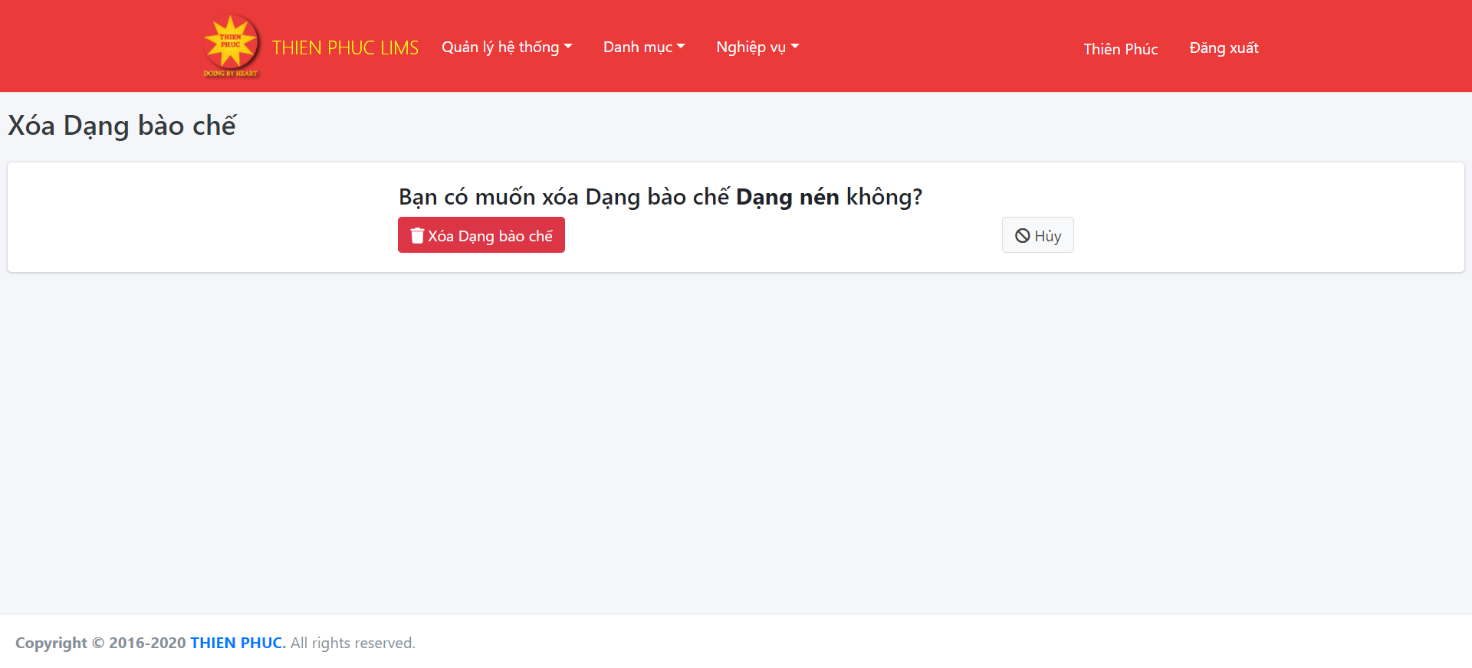 THIEN
PHUC
DOING BY HEART
THIEN PHUC LIMS
Quản lý hệ thống
Danh mục
Nghiệp vụ
Thiên Phúc
Đăng xuất
Xóa Dạng bào chế
Bạn có muốn xóa Dạng bào chế Dạng nén không?
Xóa Dạng bào chế
Hủy
Copyright © 2016-2020 THIEN PHUC. All rights reserved.